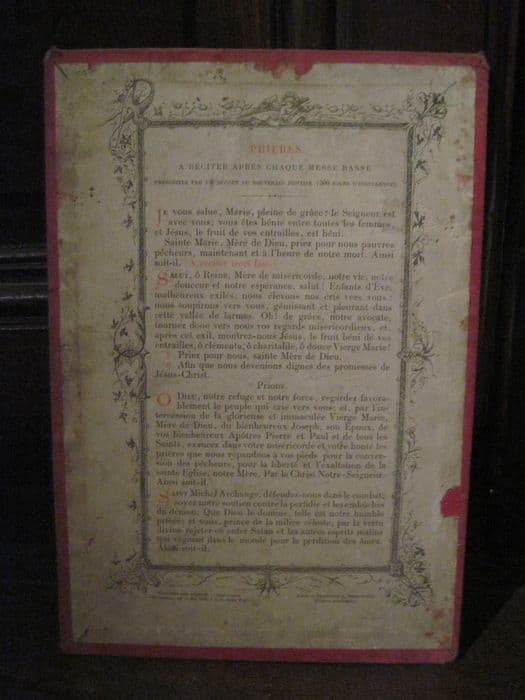 PRIÈRES
A RÉCITER APRÈS CHAQUE MESSE BASSE
PRESCRITES PAR UN DÉCRET DU SOUVERAIN PONTIFE (300 JOURS D'INDULGENCE)
JE vous salue, Marie, pleine de grâce! le Seigneur est
avec vous, vous êtes bénie entre toutes les femmes,
et Jésus, le fruit de vos entrailles, est béni.
Sainte Marie, Mère de Dieu, priez pour nous pauvres
pécheurs, maintenant et à l'heure de notre mort. Ainsi
soit-il. A réciter trois fois.
SALUT, ô Reine, Mère de miséricorde, notre vie, notre
douceur et notre espérance, salut! Enfants d'Ève,
malheureux exilés, nous élevons nos cris vers vous;
nous soupirons vers vous, gémissant et pleurant dans
cette vallée de larmes. Oh! de grâce, notre avocate,
tournez donc vers nous vos regards miséricordieux, et,
après cet exil, montrez-nous Jésus, le fruit béni de vos
entrailles, ô clémente, ô charitable, ô douce Vierge Marie!
Priez pour nous, sainte Mère de Dieu.
Afin que nous devenions dignes des promesses de
Jésus-Christ.
Prions.
O DIEU, notre refuge et notre force, regardez favora-
blement le peuple qui crie vers vous; et, par l'in-
tercession de la glorieuse et immaculée Vierge Marie,
Mère de Dieu, du bienheureux Joseph, son Époux, de
vos bienheureux Apôtres Pierre et Paul et de tous les
Saints, exaucez dans votre miséricorde et votre bonté les
prières que nous répandons à vos pieds pour la conver-
sion des pécheurs, pour la liberté et l'exaltation de la
sainte Église, notre Mère. Par le Christ Notre-Seigneur.
Ainsi soit-il.
SAINT Michel Archange, défendez-nous dans le combat;
soyez notre soutien contre la perfidie et les embûches
du démon. Que Dieu le domine, telle est notre humble
prière; et vous, prince de la milice céleste, par la vertu
divine rejetez en enfer Satan et les autres esprits malins
qui vaguent dans le monde pour la perdition des âmes.
Ainsi soit-il.